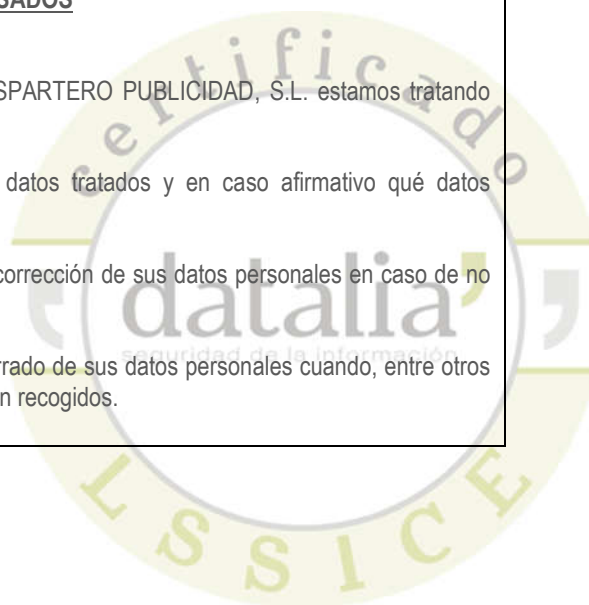 SPARTERO PUBLICIDAD, S.L. estamos tratando
datos tratados y en caso afirmativo qué datos
corrección de sus datos personales en caso de no
rrado de sus datos personales cuando, entre otros
n recogidos.
certificado
datalia
seguridad de la información
LSSICE